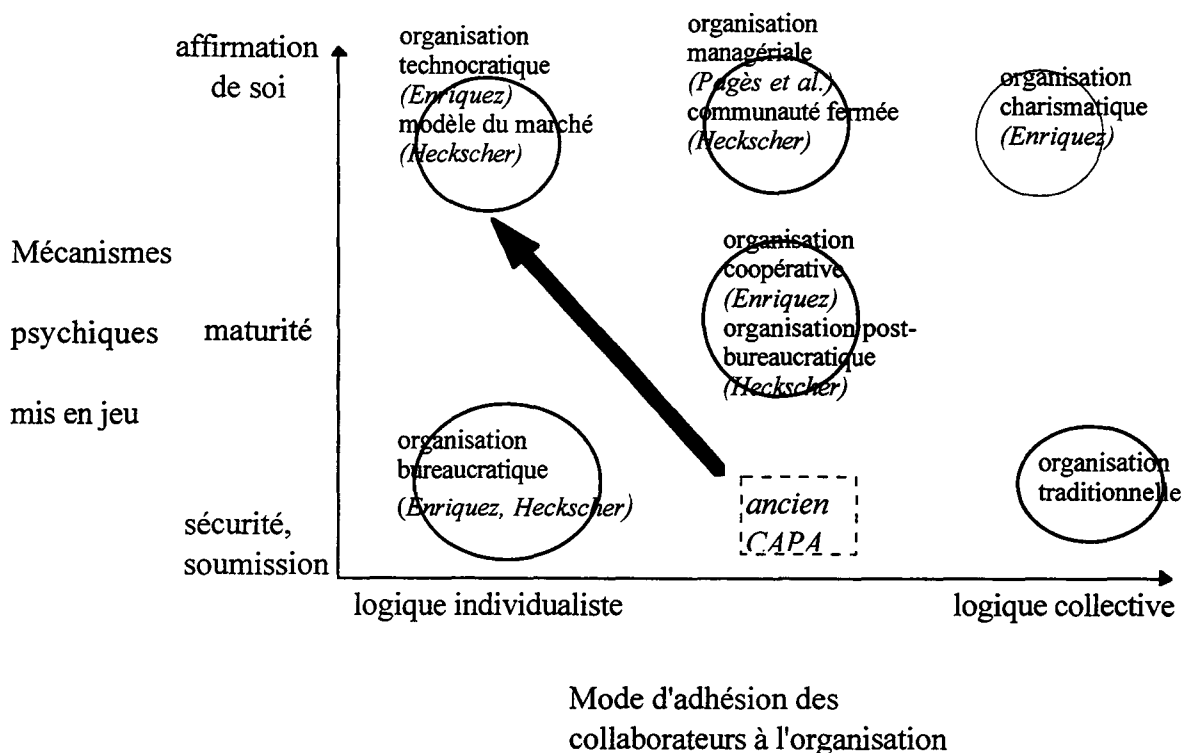 affirmation
de soi
organisation
technocratique
(Enriquez)
modèle du marché
(Heckscher)
organisation
managériale
(Pagès et al.)
communauté fermée
(Heckscher)
organisation
charismatique
(Enriquez)
Mécanismes
psychiques
mis en jeu
maturité
organisation
coopérative
(Enriquez)
organisation post-
bureaucratique
(Heckscher)
sécurité,
soumission
organisation
bureaucratique
(Enriquez, Heckscher)
ancien
CAPA
organisation
traditionnelle
logique individualiste
logique collective
Mode d'adhésion des
collaborateurs à l'organisation